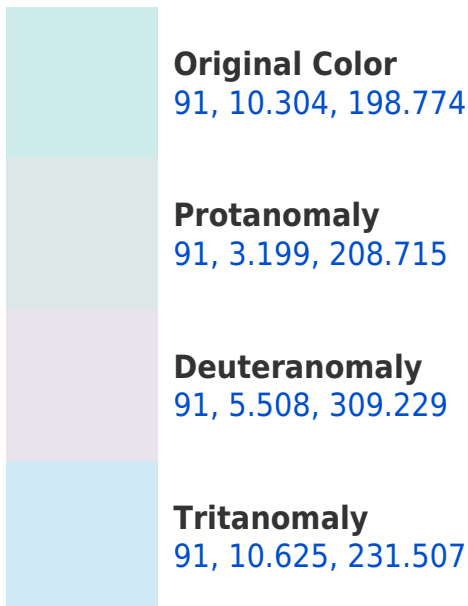 Original Color
91, 10.304, 198.774
Protanomaly
91, 3.199, 208.715
Deuteranomaly
91, 5.508, 309.229
Tritanomaly
91, 10.625, 231.507